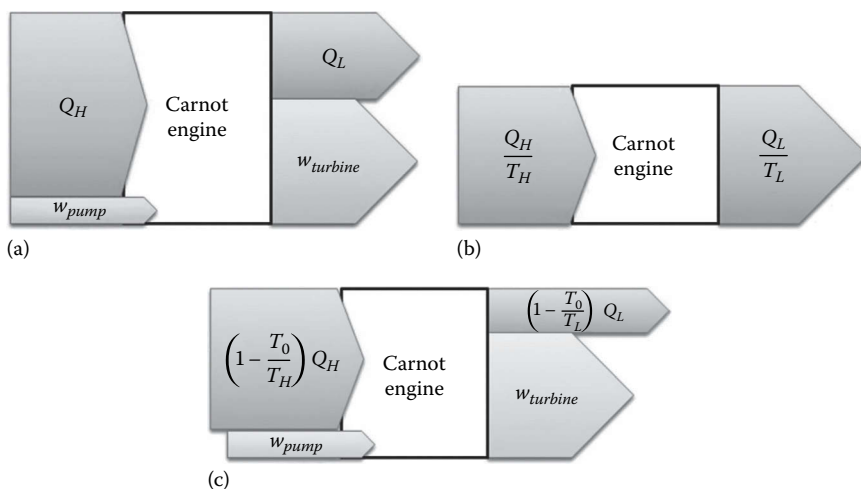 Q_H
Carnot
engine
Q_L
w_turbine
w_pump
(a)
Q_H
T_H
Carnot
engine
Q_L
T_L
(b)
(1 – T_0/T_H) Q_H
Carnot
engine
(1 – T_0/T_L) Q_L
w_turbine
w_pump
(c)